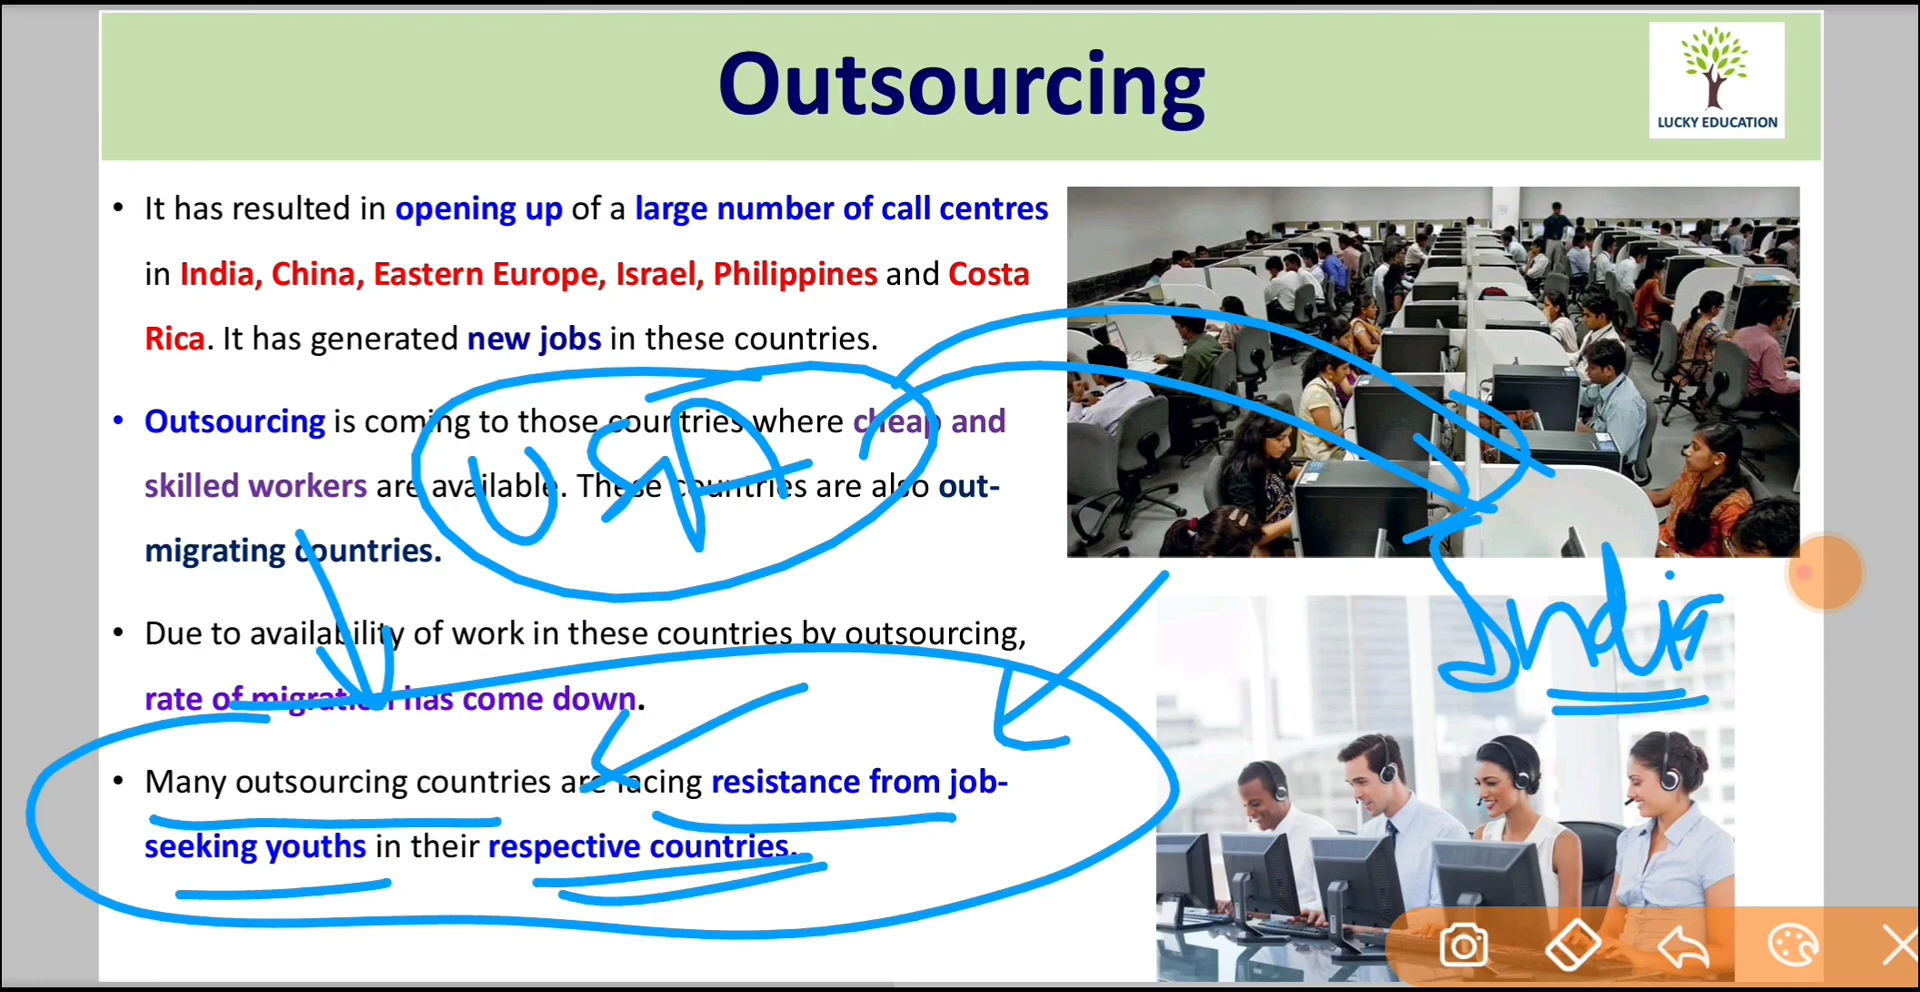 Outsourcing
LUCKY EDUCATION
• It has resulted in opening up of a large number of call centres
in India, China, Eastern Europe, Israel, Philippines and Costa
Rica. It has generated new jobs in these countries.
• Outsourcing is coming to those countries where cheap and
skilled workers are available. These countries are also out-
migrating countries.
USA
India
• Due to availability of work in these countries by outsourcing,
rate of migration has come down.
• Many outsourcing countries are facing resistance from job-
seeking youths in their respective countries.